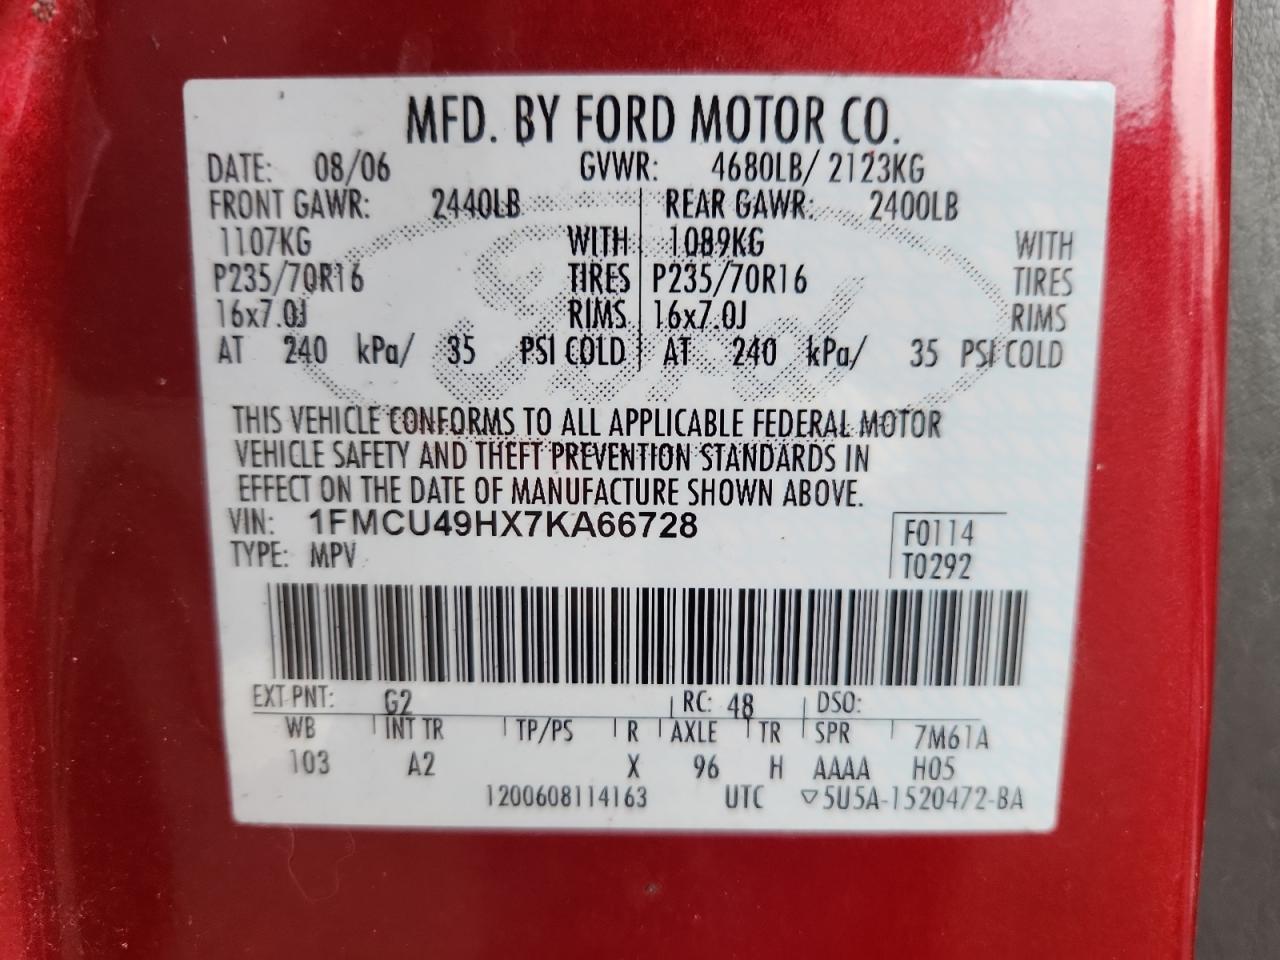 MFD. BY FORD MOTOR CO.
DATE: 08/06 GVWR: 4680LB/ 2123KG
FRONT GAWR: 2440LB REAR GAWR: 2400LB
1107KG WITH 1089KG WITH
P235/70R16 TIRES P235/70R16 TIRES
16x7.0J RIMS 16x7.0J RIMS
AT 240 kPa/ 35 PSI COLD AT 240 kPa/ 35 PSI COLD
Ford
THIS VEHICLE CONFORMS TO ALL APPLICABLE FEDERAL MOTOR
VEHICLE SAFETY AND THEFT PREVENTION STANDARDS IN
EFFECT ON THE DATE OF MANUFACTURE SHOWN ABOVE.
VIN: 1FMCU49HX7KA66728 F0114
TYPE: MPV T0292
EXT PNT: G2 RC: 48 DSO:
WB INT TR TP/PS R AXLE TR SPR 7M61A
103 A2 X 96 H AAAA H05
1200608114163 UTC ▽5U5A-1520472-BA